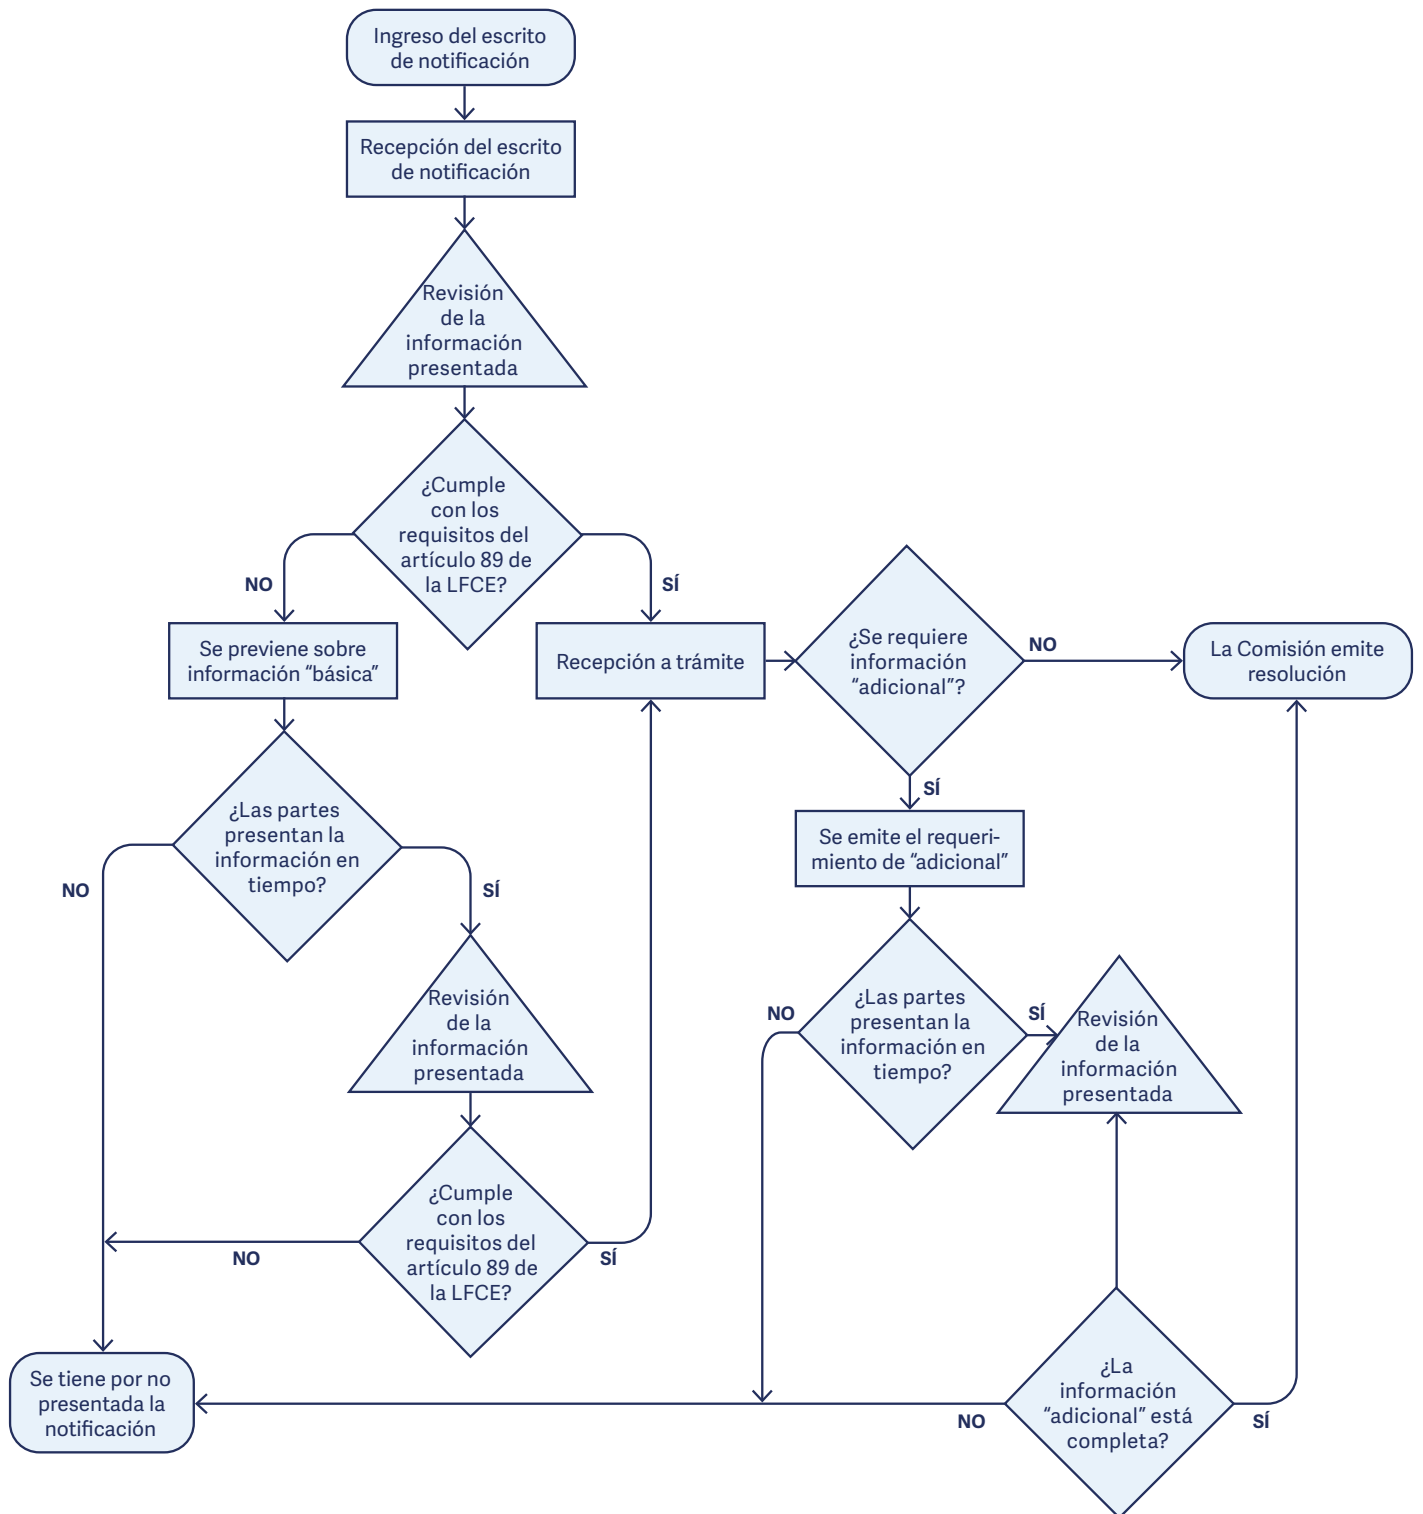 Ingreso del escrito
de notificación
Recepción del escrito
de notificación
Revisión
de la
información
presentada
¿Cumple
con los
requisitos del
artículo 89 de
la LFCE?
NO
SÍ
Se previene sobre
información “básica”
Recepción a trámite
¿Se requiere
información
“adicional”?
NO
La Comisión emite
resolución
SÍ
Se emite el requeri-
miento de “adicional”
¿Las partes
presentan la
información en
tiempo?
NO
SÍ
Revisión
de la
información
presentada
¿Las partes
presentan la
información en
tiempo?
NO
SÍ
Revisión
de la
información
presentada
¿Cumple
con los
requisitos del
artículo 89 de
la LFCE?
NO
SÍ
Se tiene por no
presentada la
notificación
¿La
información
“adicional” está
completa?
NO
SÍ